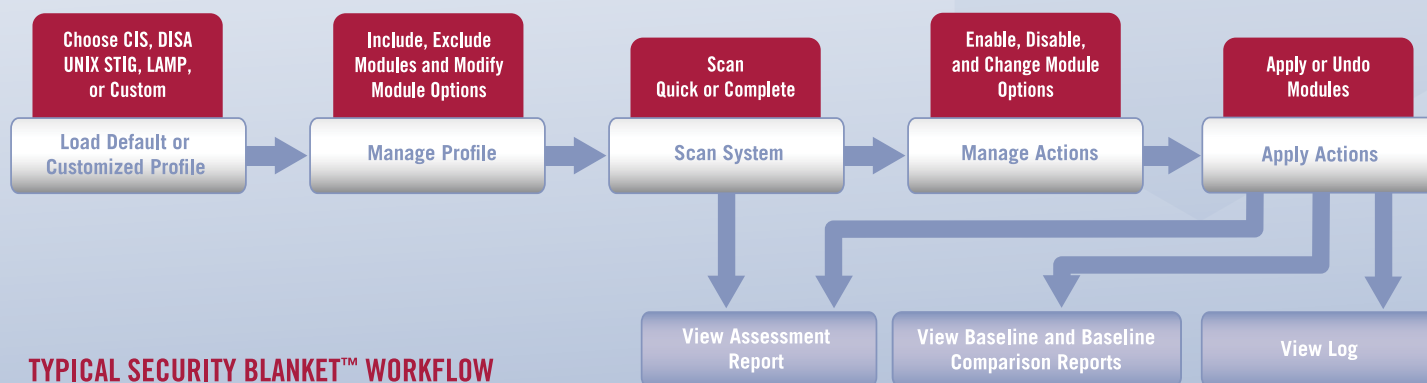 Choose CIS, DISA
UNIX STIG, LAMP,
or Custom
Load Default or
Customized Profile
Include, Exclude
Modules and Modify
Module Options
Manage Profile
Scan
Quick or Complete
Scan System
Enable, Disable,
and Change Module
Options
Manage Actions
Apply or Undo
Modules
Apply Actions
View Assessment
Report
View Baseline and Baseline
Comparison Reports
View Log
TYPICAL SECURITY BLANKET™ WORKFLOW